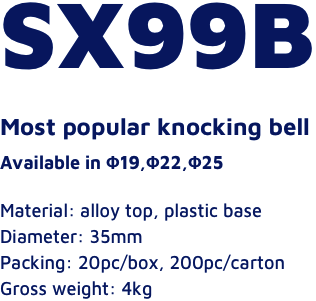 SX99B
Most popular knocking bell
Available in Φ19,Φ22,Φ25
Material: alloy top, plastic base
Diameter: 35mm
Packing: 20pc/box, 200pc/carton
Gross weight: 4kg